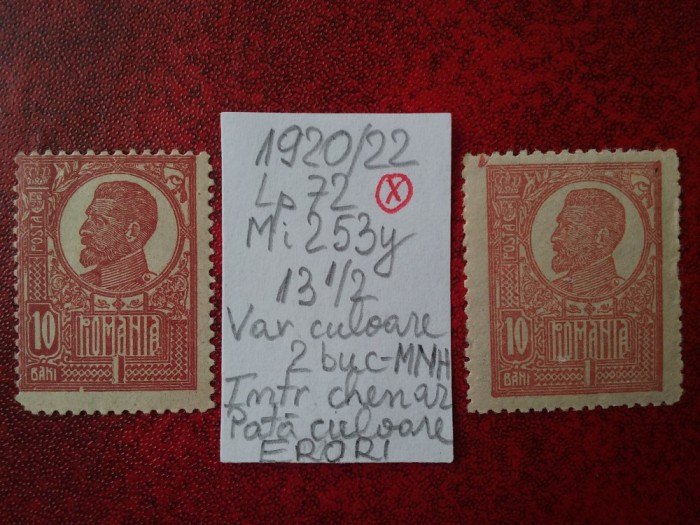 POSTA
10
ROMANIA
BANI
1920/22
Lp 72 X
Mi 253y
13 1/2
Var culoare
2 buc-MNH
Intr chenar
Pată culoare
ERORI
POSTA
10
ROMANIA
BANI